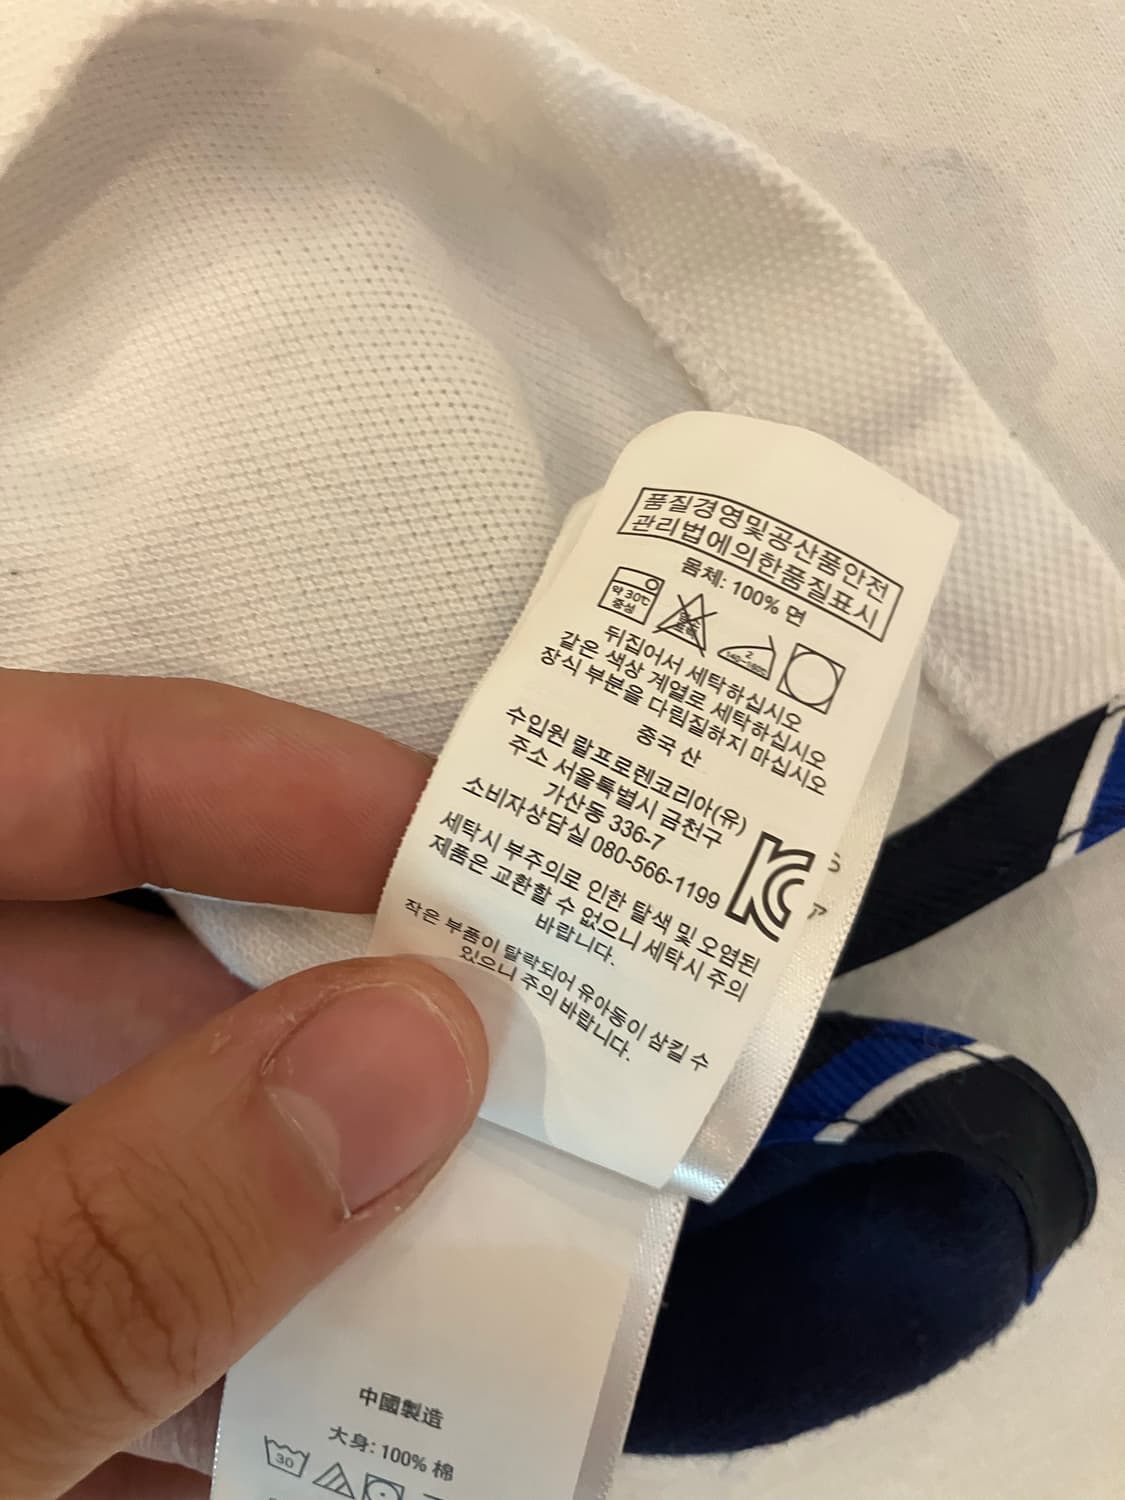 품질경영및공산품안전
관리법에의한품질표시
몸체: 100% 면
약 30℃
중성
2
뒤집어서 세탁하십시오
같은 색상 계열로 세탁하십시오
장식 부분을 다림질하지 마십시오
중국 산
수입원 랄프로렌코리아(유)
주소 서울특별시 금천구
가산동 336-7
소비자상담실 080-566-1199
세탁시 부주의로 인한 탈색 및 오염된
제품은 교환할 수 없으니 세탁시 주의
바랍니다.
작은 부품이 탈락되어 유아동이 삼킬 수
있으니 주의 바랍니다.
中國製造
大身: 100% 棉
30